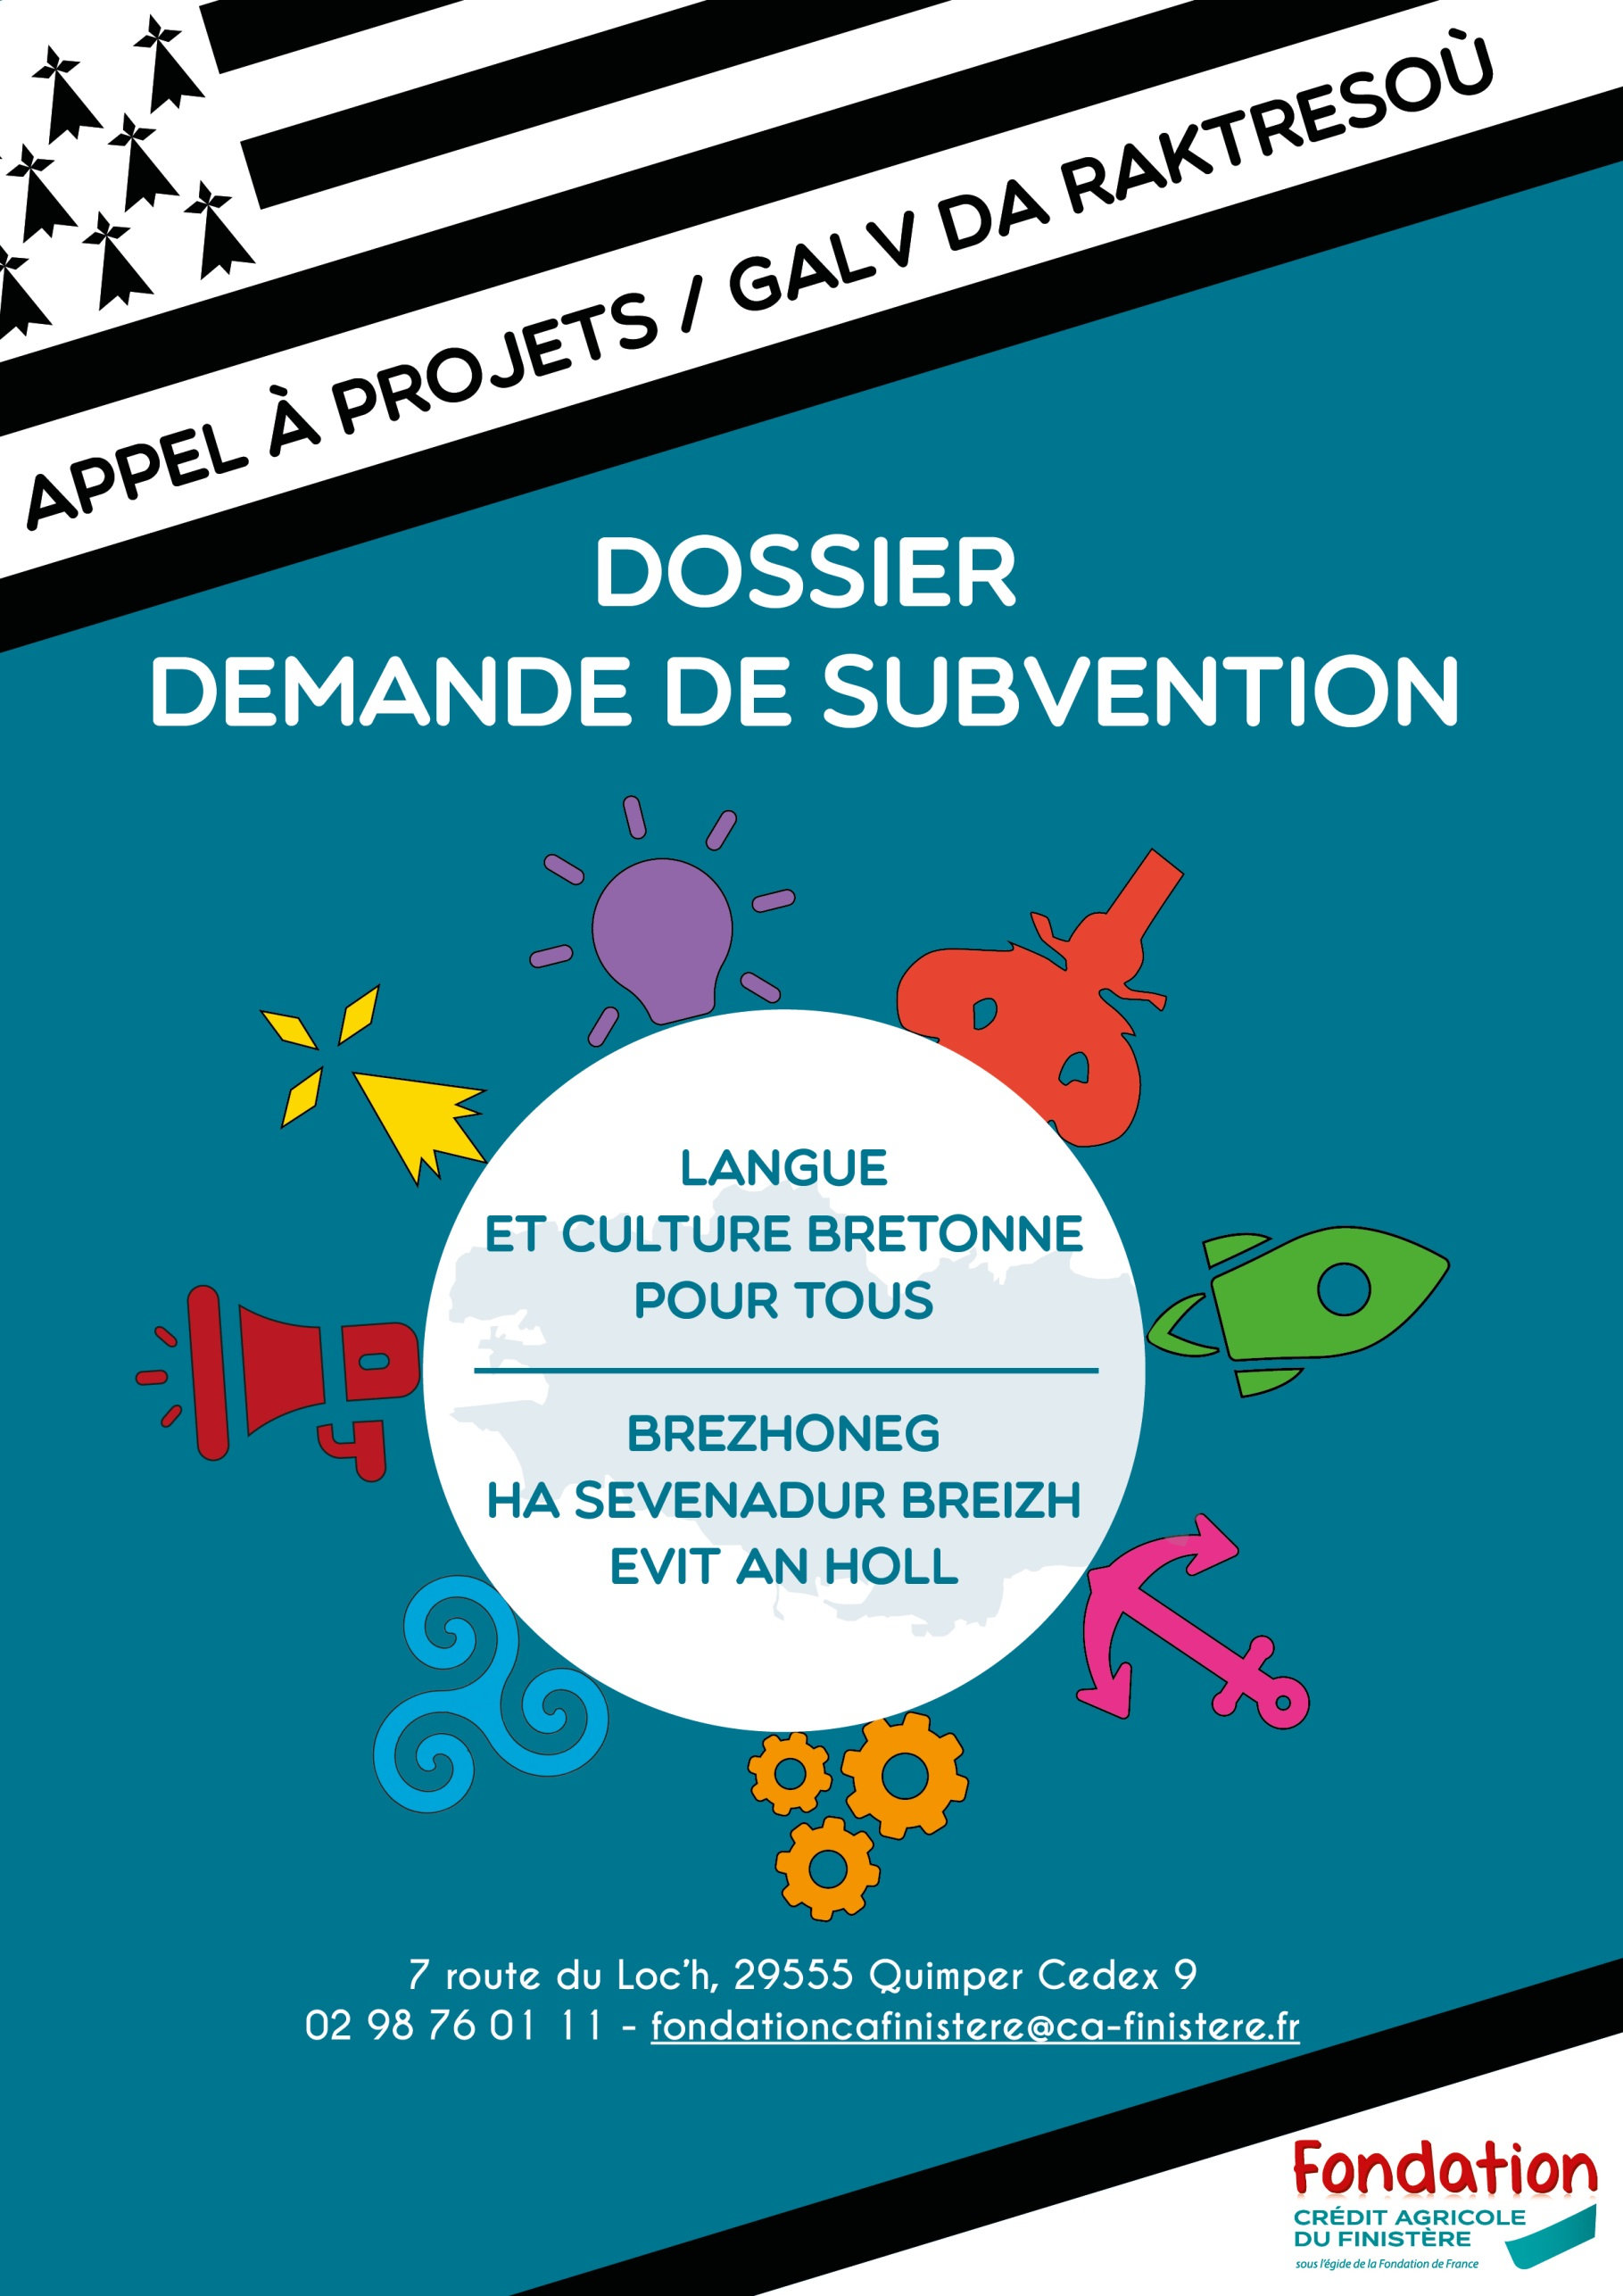 APPEL À PROJETS / GALV DA RAKTRESOÙ
DOSSIER
DEMANDE DE SUBVENTION
LANGUE
ET CULTURE BRETONNE
POUR TOUS
BREZHONEG
HA SEVENADUR BREIZH
EVIT AN HOLL
7 route du Loc'h, 29555 Quimper Cedex 9
02 98 76 01 11 - fondationcafinistere@ca-finistere.fr
Fondation
CRÉDIT AGRICOLE
DU FINISTÈRE
sous l'égide de la Fondation de France